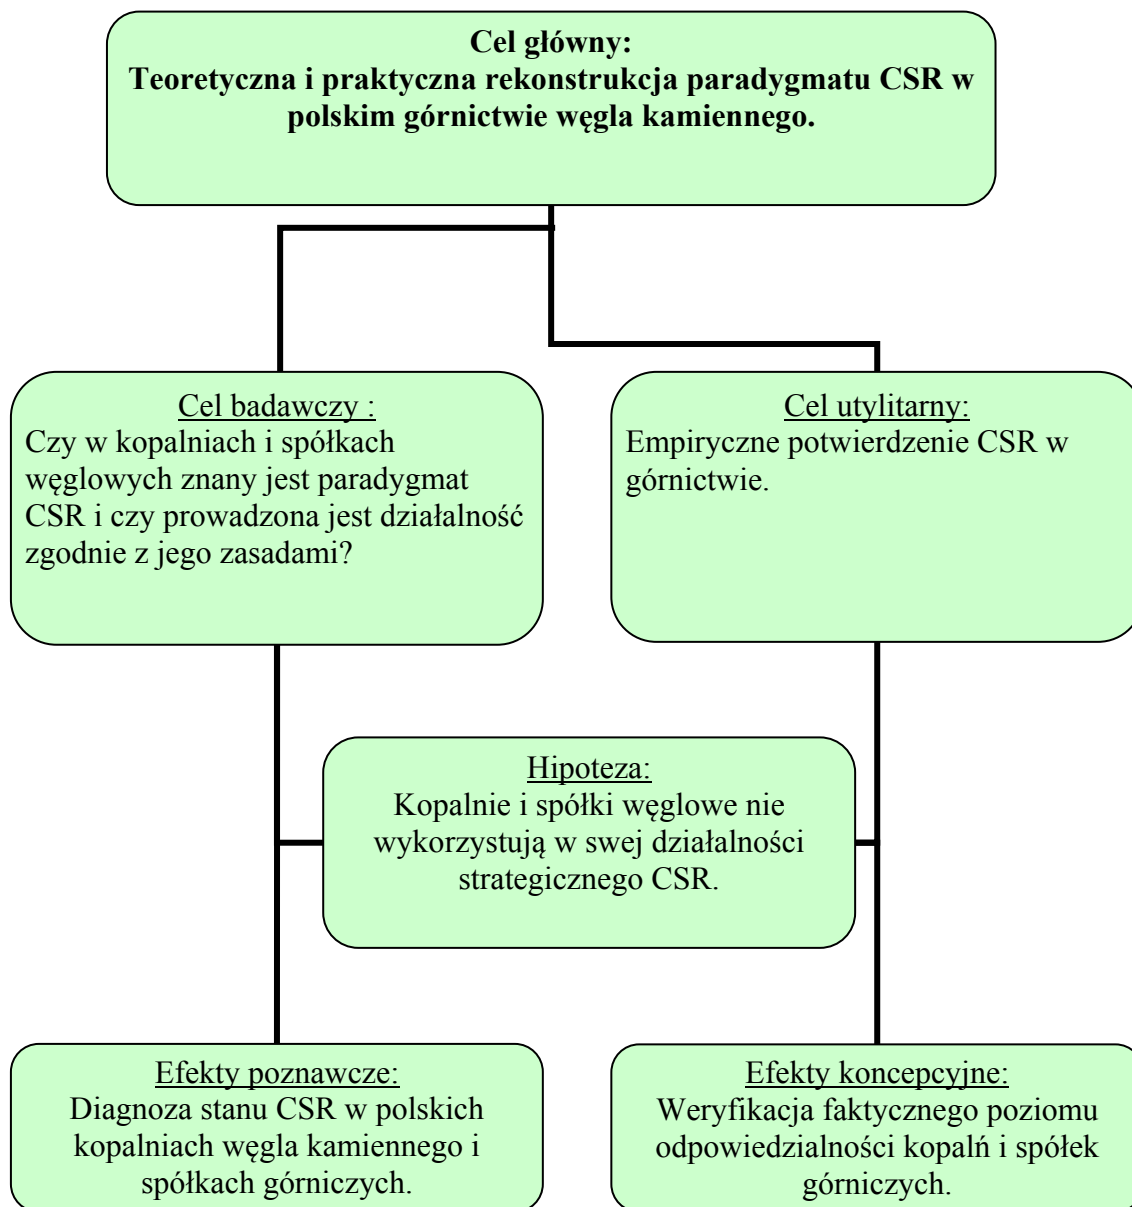 Cel główny:
Teoretyczna i praktyczna rekonstrukcja paradygmatu CSR w
polskim górnictwie węgla kamiennego.
Cel badawczy :
Czy w kopalniach i spółkach
węglowych znany jest paradygmat
CSR i czy prowadzona jest działalność
zgodnie z jego zasadami?
Cel utylitarny:
Empiryczne potwierdzenie CSR w
górnictwie.
Hipoteza:
Kopalnie i spółki węglowe nie
wykorzystują w swej działalności
strategicznego CSR.
Efekty poznawcze:
Diagnoza stanu CSR w polskich
kopalniach węgla kamiennego i
spółkach górniczych.
Efekty koncepcyjne:
Weryfikacja faktycznego poziomu
odpowiedzialności kopalń i spółek
górniczych.